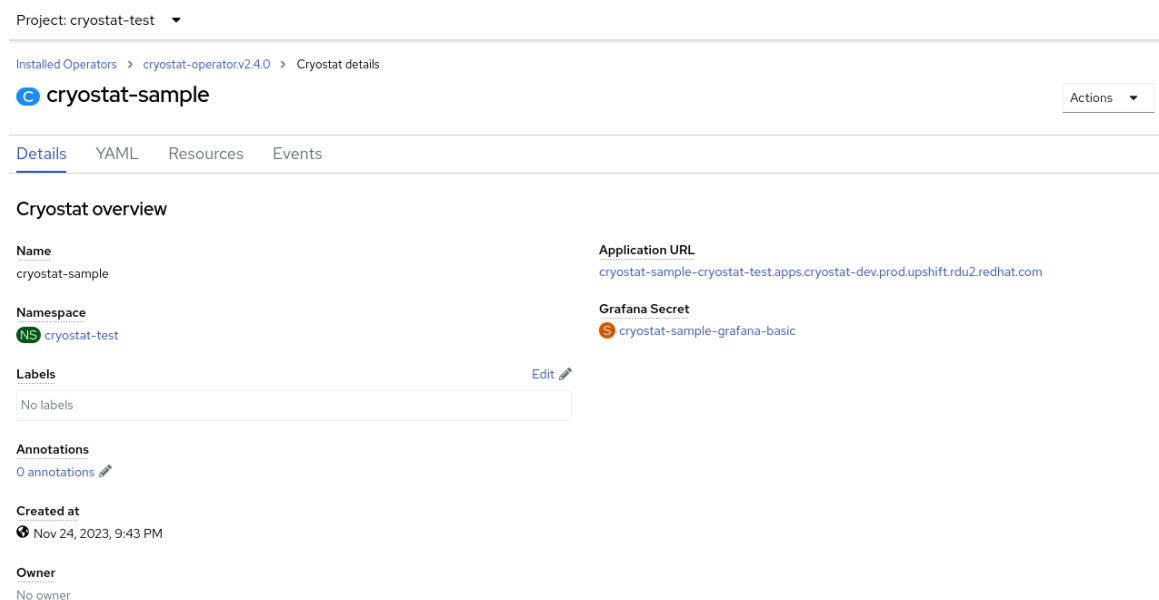 Project: cryostat-test
Installed Operators > cryostat-operator.v2.4.0 > Cryostat details
C cryostat-sample
Actions
Details YAML Resources Events
Cryostat overview
Name
cryostat-sample
Namespace
NS cryostat-test
Labels
Edit
No labels
Annotations
0 annotations
Created at
Nov 24, 2023, 9:43 PM
Owner
No owner
Application URL
cryostat-sample-cryostat-test.apps.cryostat-dev.prod.upshift.rdu2.redhat.com
Grafana Secret
S cryostat-sample-grafana-basic